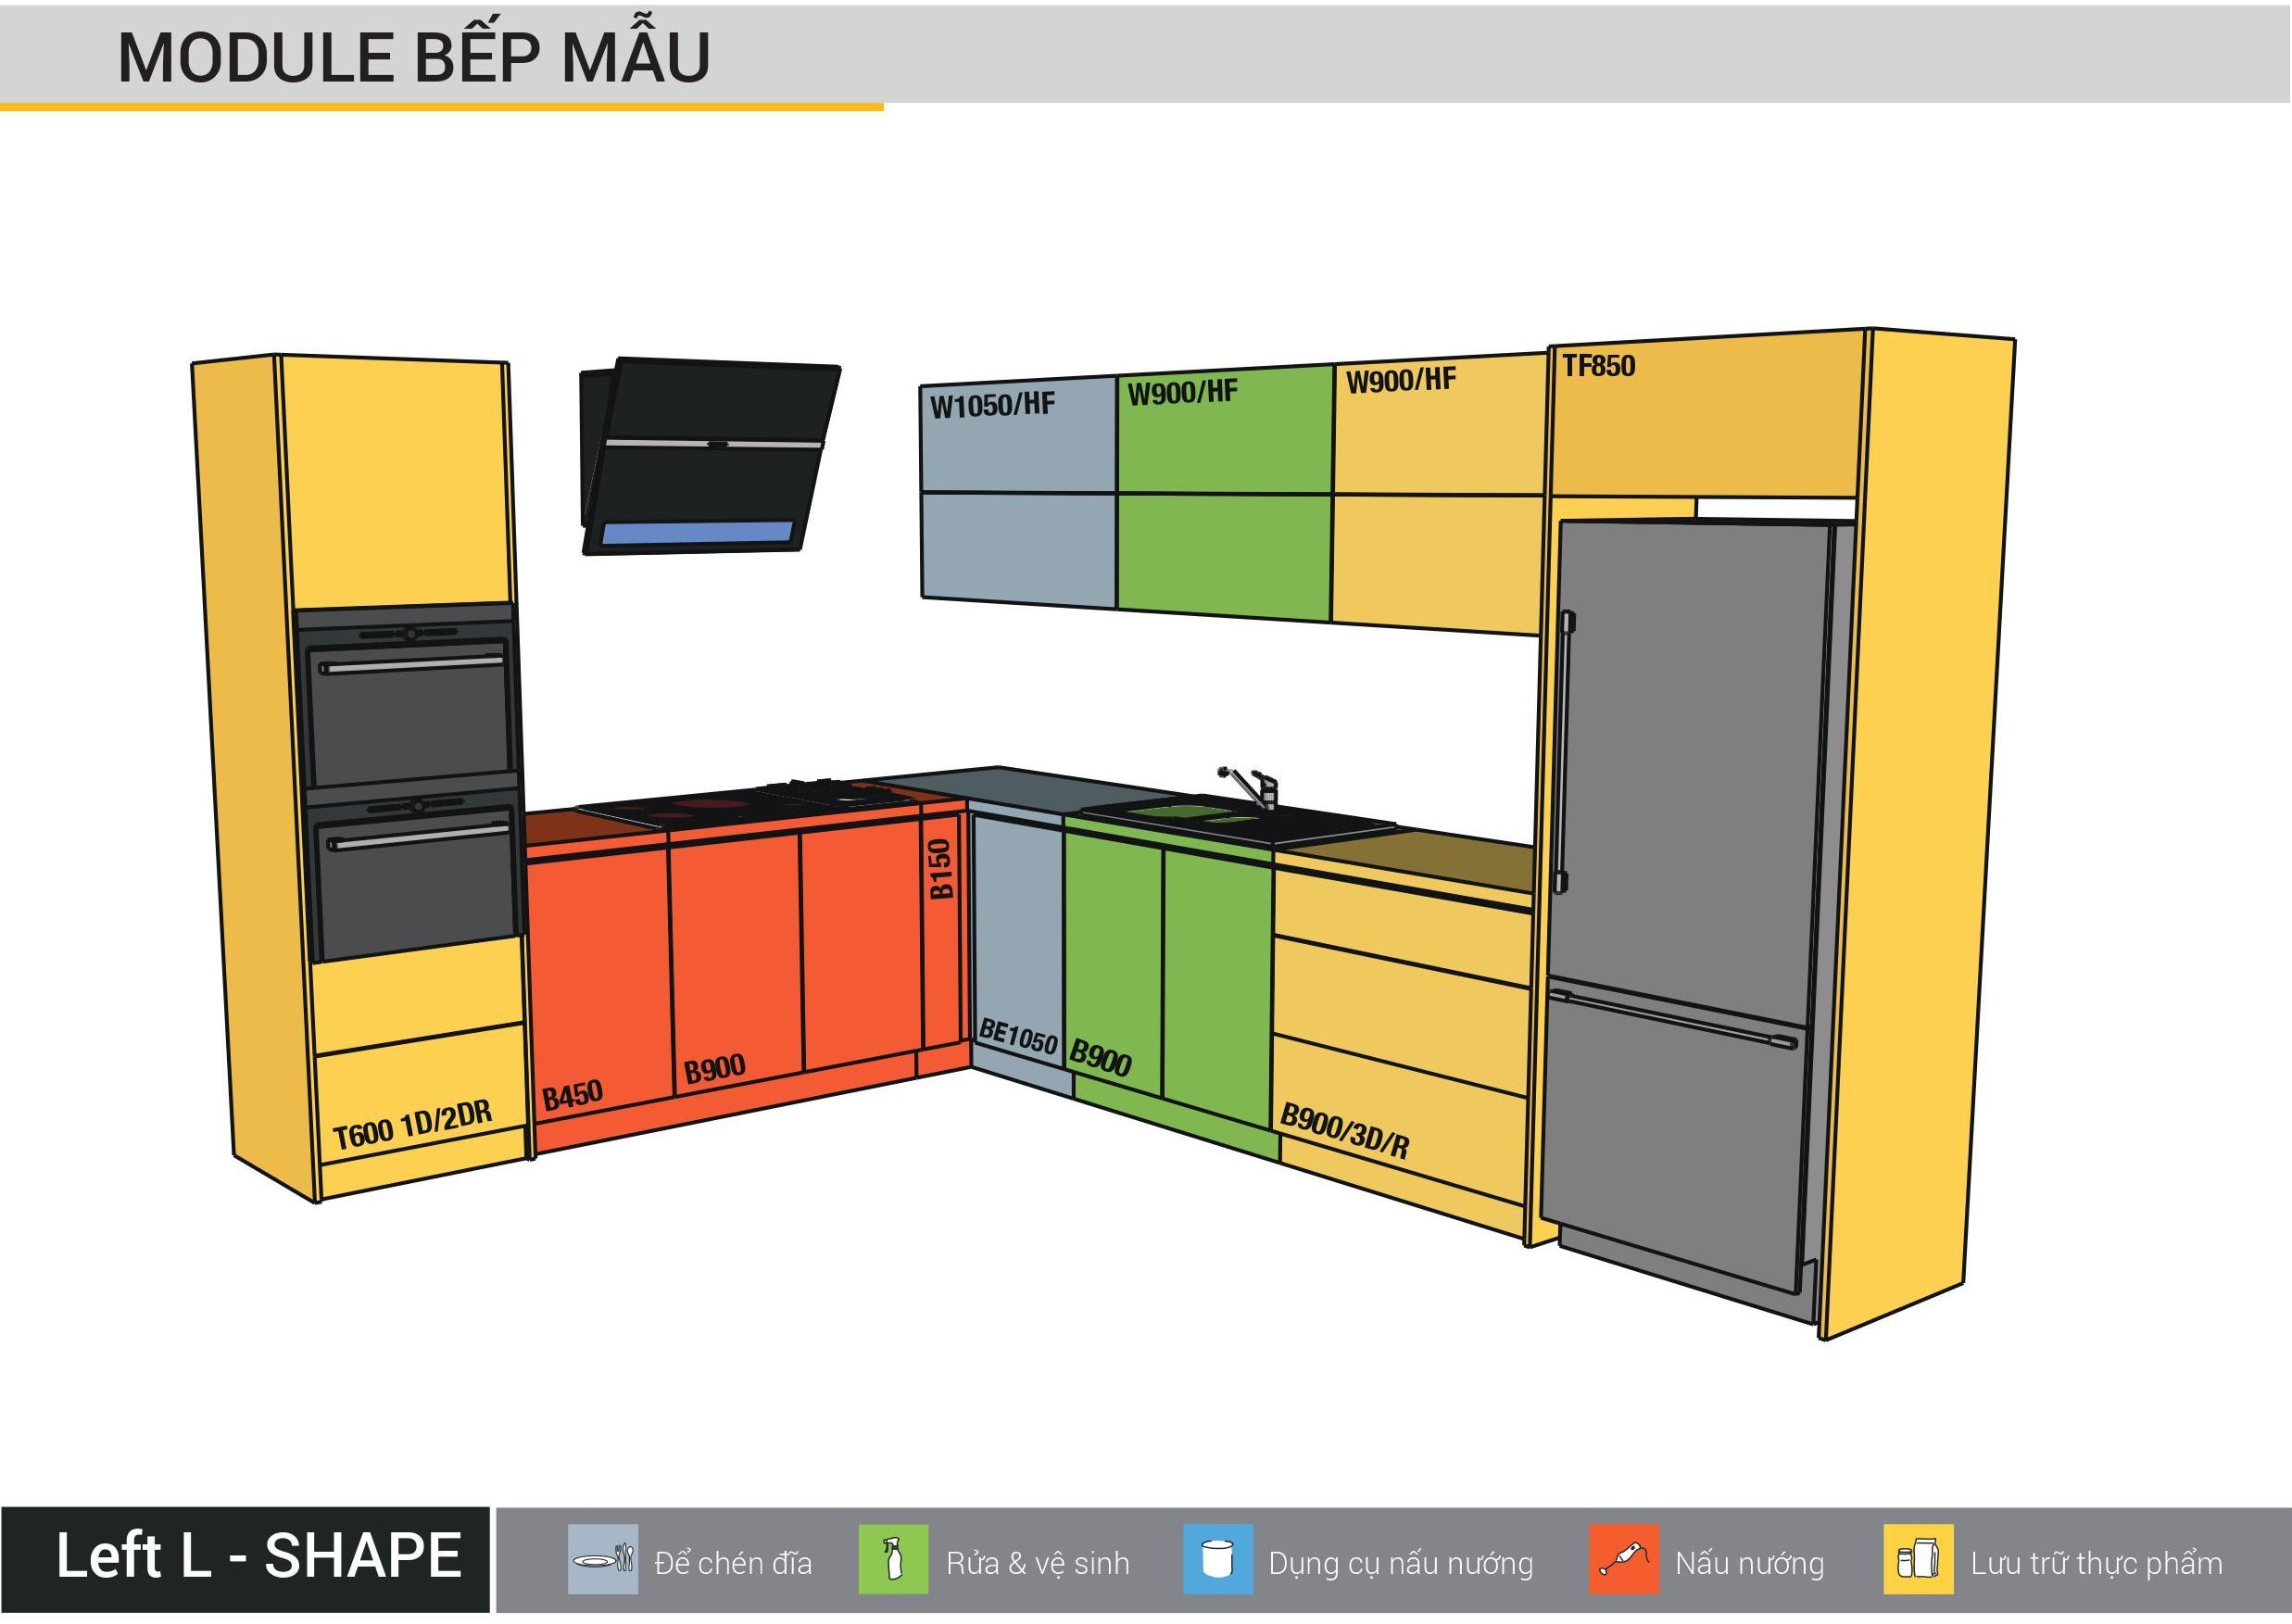 MODULE BẾP MẪU
W1050/HF
W900/HF
W900/HF
TF850
B150
T600 1D/2DR
B450
B900
BE1050
B900
B900/3D/R
Left L - SHAPE
Để chén đĩa
Rửa & vệ sinh
Dụng cụ nấu nướng
Nấu nướng
Lưu trữ thực phẩm